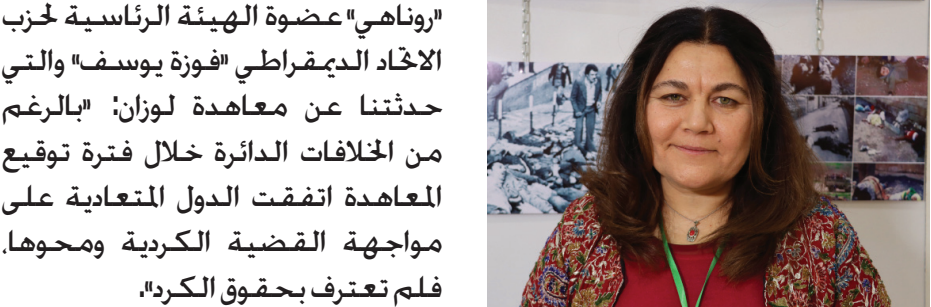 "روناهي" عضوة الهيئة الرئاسية لحزب
الاتحاد الديمقراطي "فوزة يوسف" والتي
حدثتنا عن معاهدة لوزان: "بالرغم
من الخلافات الدائرة خلال فترة توقيع
المعاهدة اتفقت الدول المتعادية على
مواجهة القضية الكردية ومحوها،
فلم تعترف بحقوق الكرد".